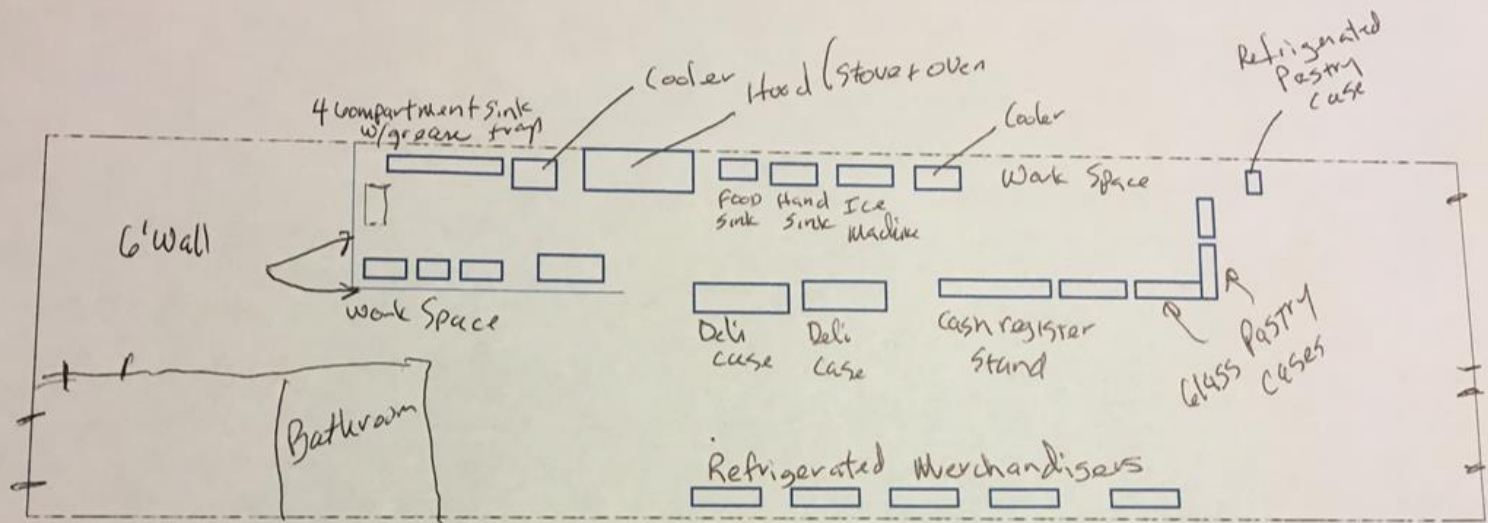 Refrigerated
Pastry
Case
Cooler
Hood (Stove + Oven
4 Compartment Sink
w/grease trap
Cooler
Work Space
Food
Sink
Hand
Sink
Ice
Machine
6' Wall
Work Space
Deli
Case
Deli
Case
Cash register
Stand
Glass Pastry
Cases
Bathroom
Refrigerated Merchandisers